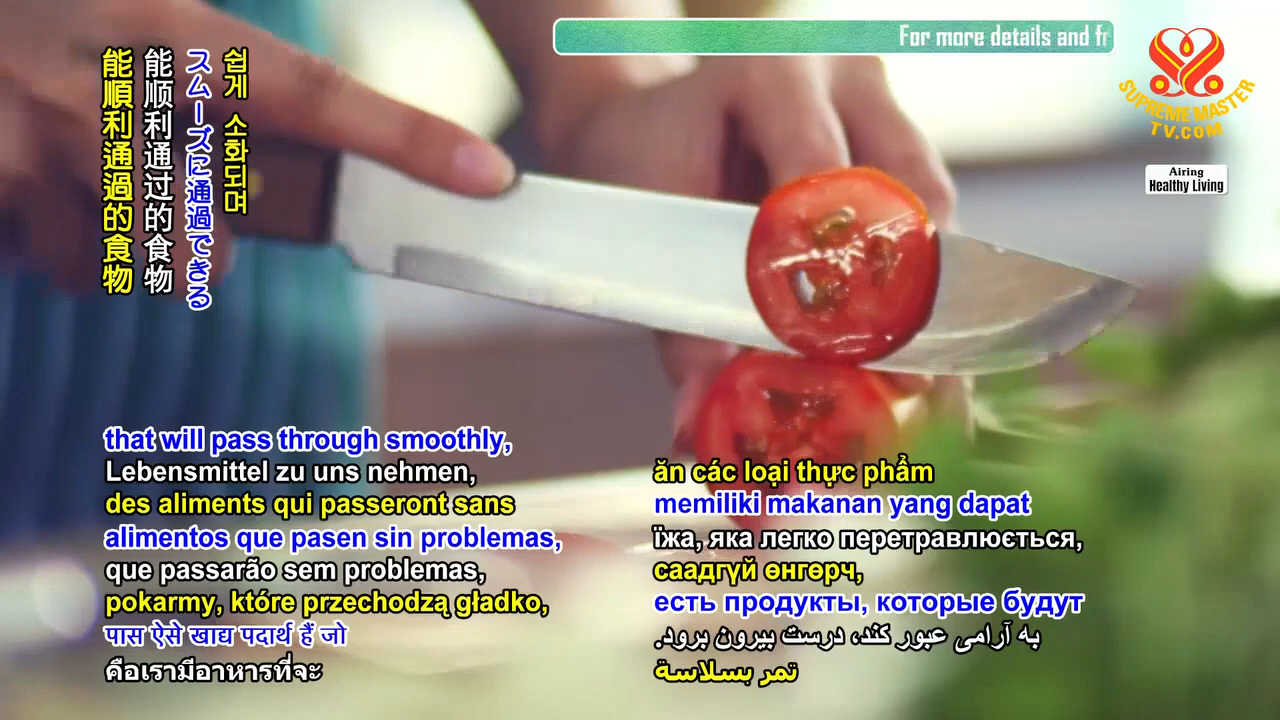 For more details and fr
SUPREME MASTER
TV.COM
Airing
Healthy Living
能順利通過的食物
能顺利通过的食物
スムーズに通過できる
쉽게 소화되며
that will pass through smoothly,
Lebensmittel zu uns nehmen,
des aliments qui passeront sans
alimentos que pasen sin problemas,
que passarão sem problemas,
pokarmy, które przechodzą gładko,
पास ऐसे खाद्य पदार्थ हैं जो
คือเรามีอาหารที่จะ
ăn các loại thực phẩm
memiliki makanan yang dapat
їжа, яка легко перетравлюється,
саадгүй өнгөрч,
есть продукты, которые будут
به آرامی عبور کند، درست بیرون برود.
تمر بسلاسة